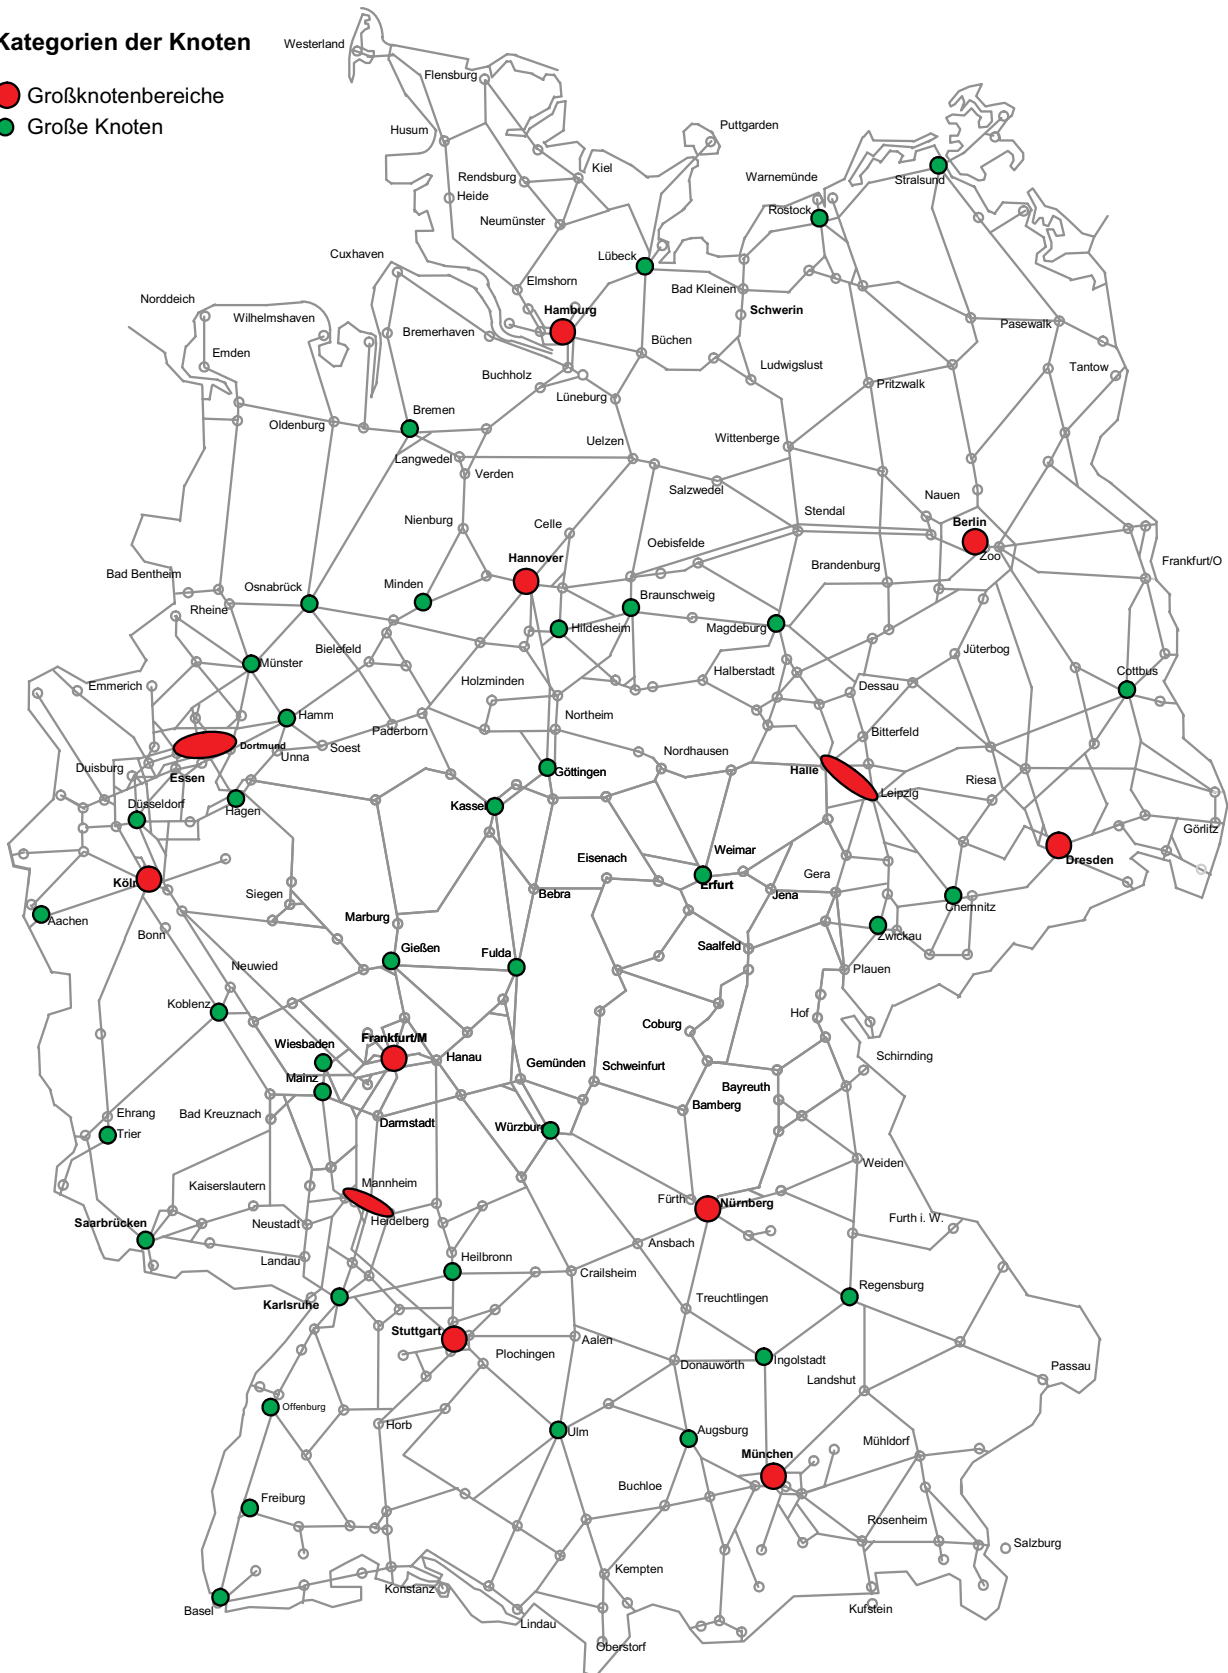 Kategorien der Knoten
Großknotenbereiche
Große Knoten
Westerland
Flensburg
Husum
Puttgarden
Kiel
Rendsburg
Warnemünde
Stralsund
Heide
Neumünster
Rostock
Cuxhaven
Lübeck
Elmshorn
Bad Kleinen
Norddeich
Hamburg
Schwerin
Wilhelmshaven
Bremerhaven
Büchen
Pasewalk
Emden
Ludwigslust
Tantow
Buchholz
Pritzwalk
Lüneburg
Bremen
Oldenburg
Uelzen
Wittenberge
Langwedel
Verden
Salzwedel
Nauen
Stendal
Nienburg
Celle
Berlin
Oebisfelde
Zoo
Hannover
Brandenburg
Frankfurt/O
Bad Bentheim
Osnabrück
Minden
Braunschweig
Rheine
Hildesheim
Magdeburg
Bielefeld
Jüterbog
Münster
Halberstadt
Cottbus
Emmerich
Holzminden
Dessau
Hamm
Northeim
Paderborn
Bitterfeld
Dortmund
Soest
Unna
Nordhausen
Duisburg
Essen
Göttingen
Halle
Riesa
Düsseldorf
Kassel
Leipzig
Hagen
Görlitz
Weimar
Eisenach
Dresden
Köln
Erfurt
Gera
Siegen
Bebra
Jena
Chemnitz
Aachen
Marburg
Bonn
Zwickau
Gießen
Fulda
Saalfeld
Neuwied
Plauen
Koblenz
Hof
Coburg
Wiesbaden
Frankfurt/M
Hanau
Gemünden
Schweinfurt
Schirnding
Mainz
Bayreuth
Ehrang
Bad Kreuznach
Bamberg
Darmstadt
Würzburg
Trier
Weiden
Kaiserslautern
Mannheim
Fürth
Nürnberg
Saarbrücken
Neustadt
Heidelberg
Furth i. W.
Ansbach
Landau
Heilbronn
Crailsheim
Regensburg
Karlsruhe
Treuchtlingen
Stuttgart
Aalen
Plochingen
Ingolstadt
Donauwörth
Passau
Landshut
Offenburg
Horb
Ulm
Augsburg
Mühldorf
München
Buchloe
Freiburg
Rosenheim
Salzburg
Kempten
Konstanz
Basel
Kufstein
Lindau
Oberstorf